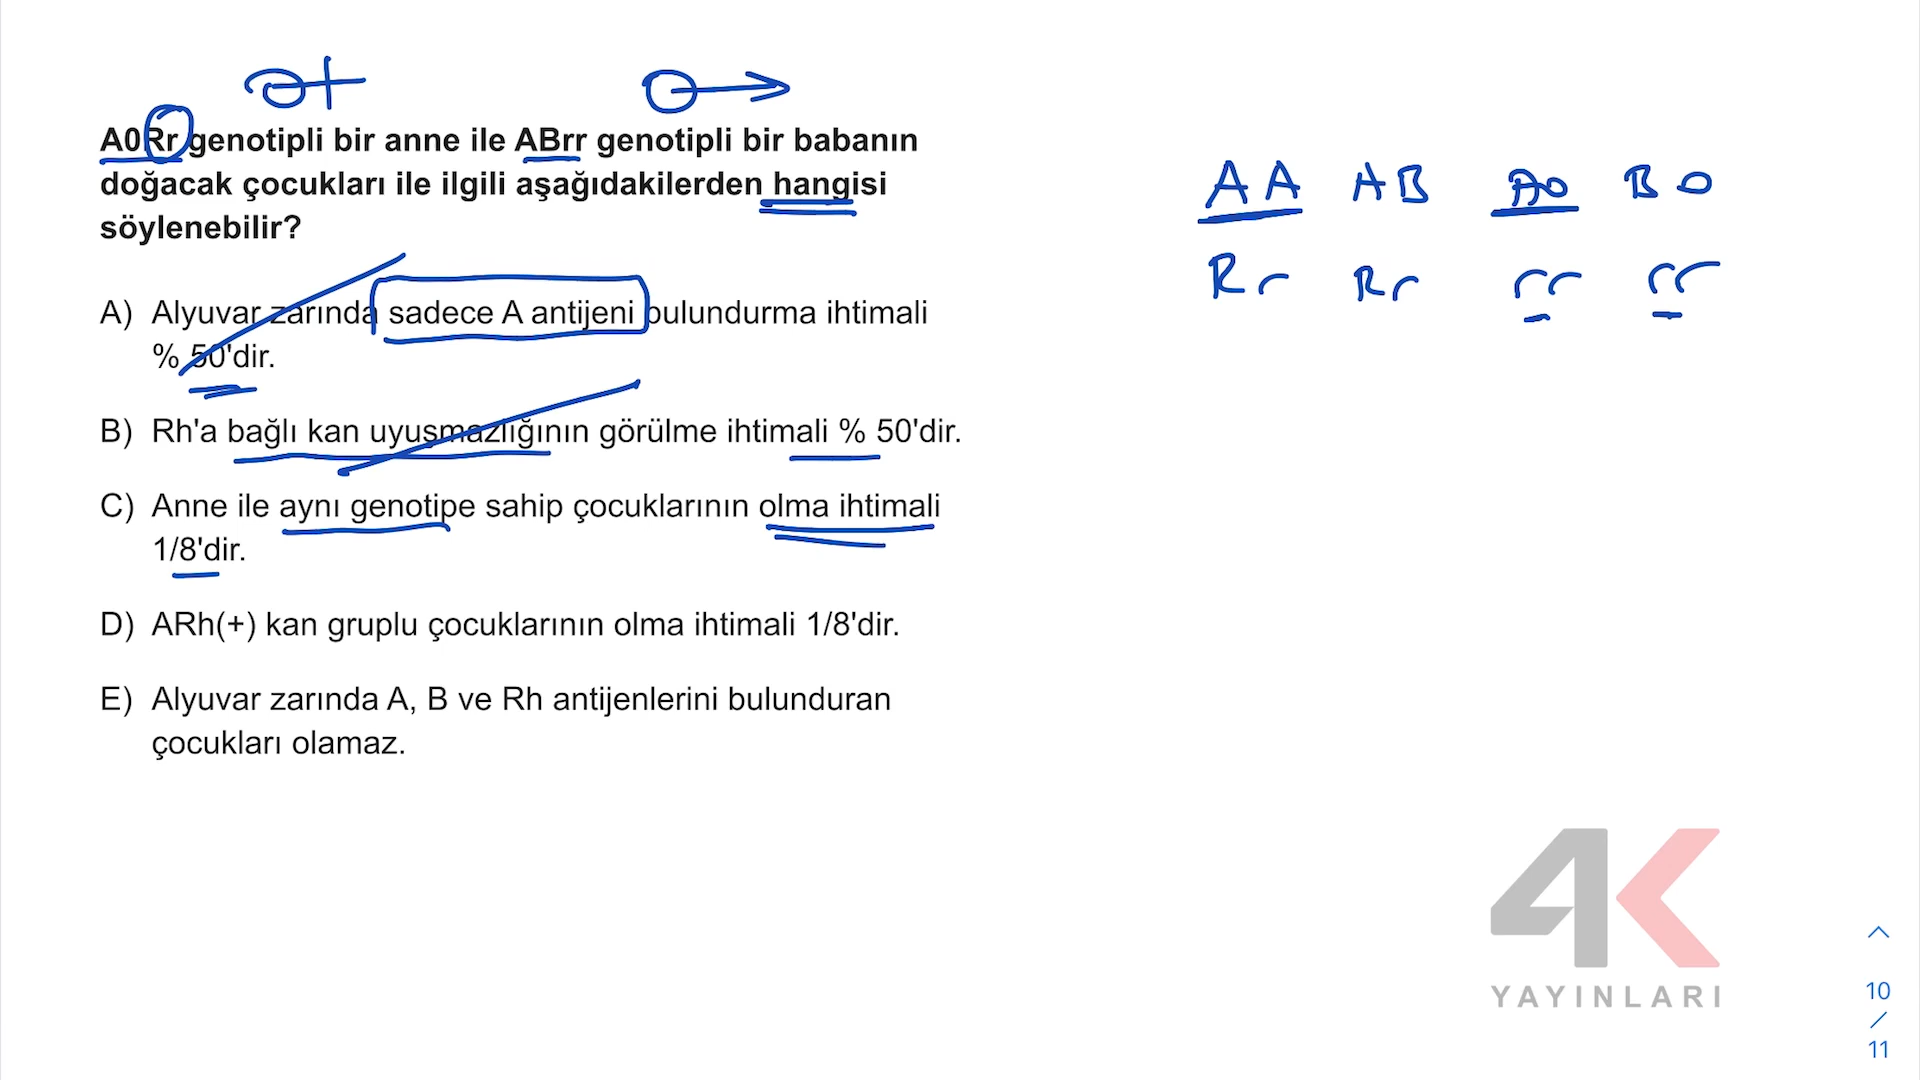 A0Rr genotipli bir anne ile ABrr genotipli bir babanın
doğacak çocukları ile ilgili aşağıdakilerden hangisi
söylenebilir?
A) Alyuvar zarında sadece A antijeni bulundurma ihtimali
% 50'dir.
B) Rh'a bağlı kan uyuşmazlığının görülme ihtimali % 50'dir.
C) Anne ile aynı genotipe sahip çocuklarının olma ihtimali
1/8'dir.
D) ARh(+) kan gruplu çocuklarının olma ihtimali 1/8'dir.
E) Alyuvar zarında A, B ve Rh antijenlerini bulunduran
çocukları olamaz.
AA AB A0 B0
Rr Rr rr rr
4K
YAYINLARI
10
/
11